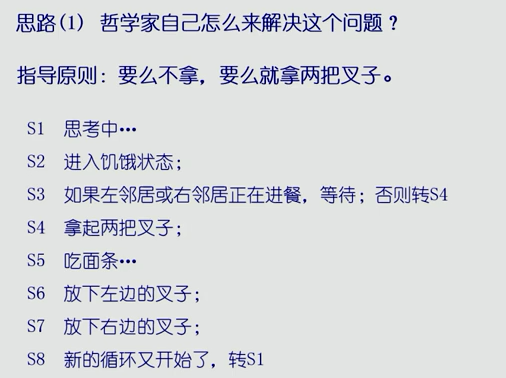 思路(1) 哲学家自己怎么来解决这个问题？
指导原则：要么不拿，要么就拿两把叉子。
S1 思考中…
S2 进入饥饿状态；
S3 如果左邻居或右邻居正在进餐，等待；否则转S4
S4 拿起两把叉子；
S5 吃面条…
S6 放下左边的叉子；
S7 放下右边的叉子；
S8 新的循环又开始了，转S1